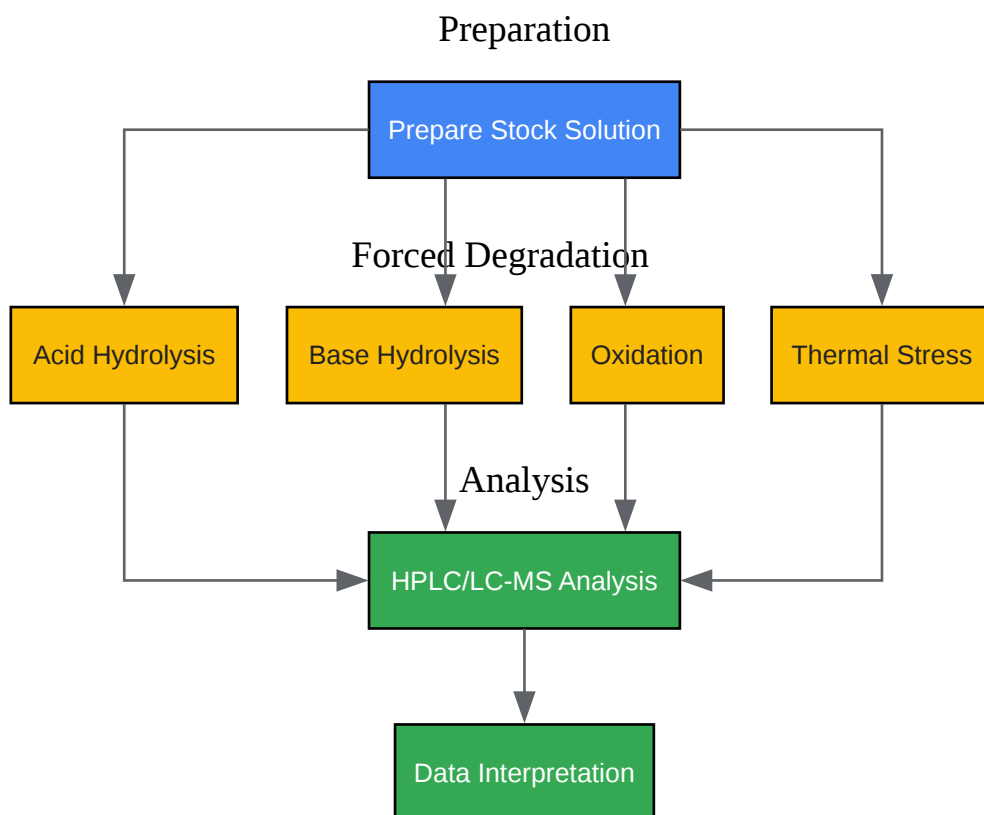 Preparation
Prepare Stock Solution
Forced Degradation
Acid Hydrolysis
Base Hydrolysis
Oxidation
Thermal Stress
Analysis
HPLC/LC-MS Analysis
Data Interpretation